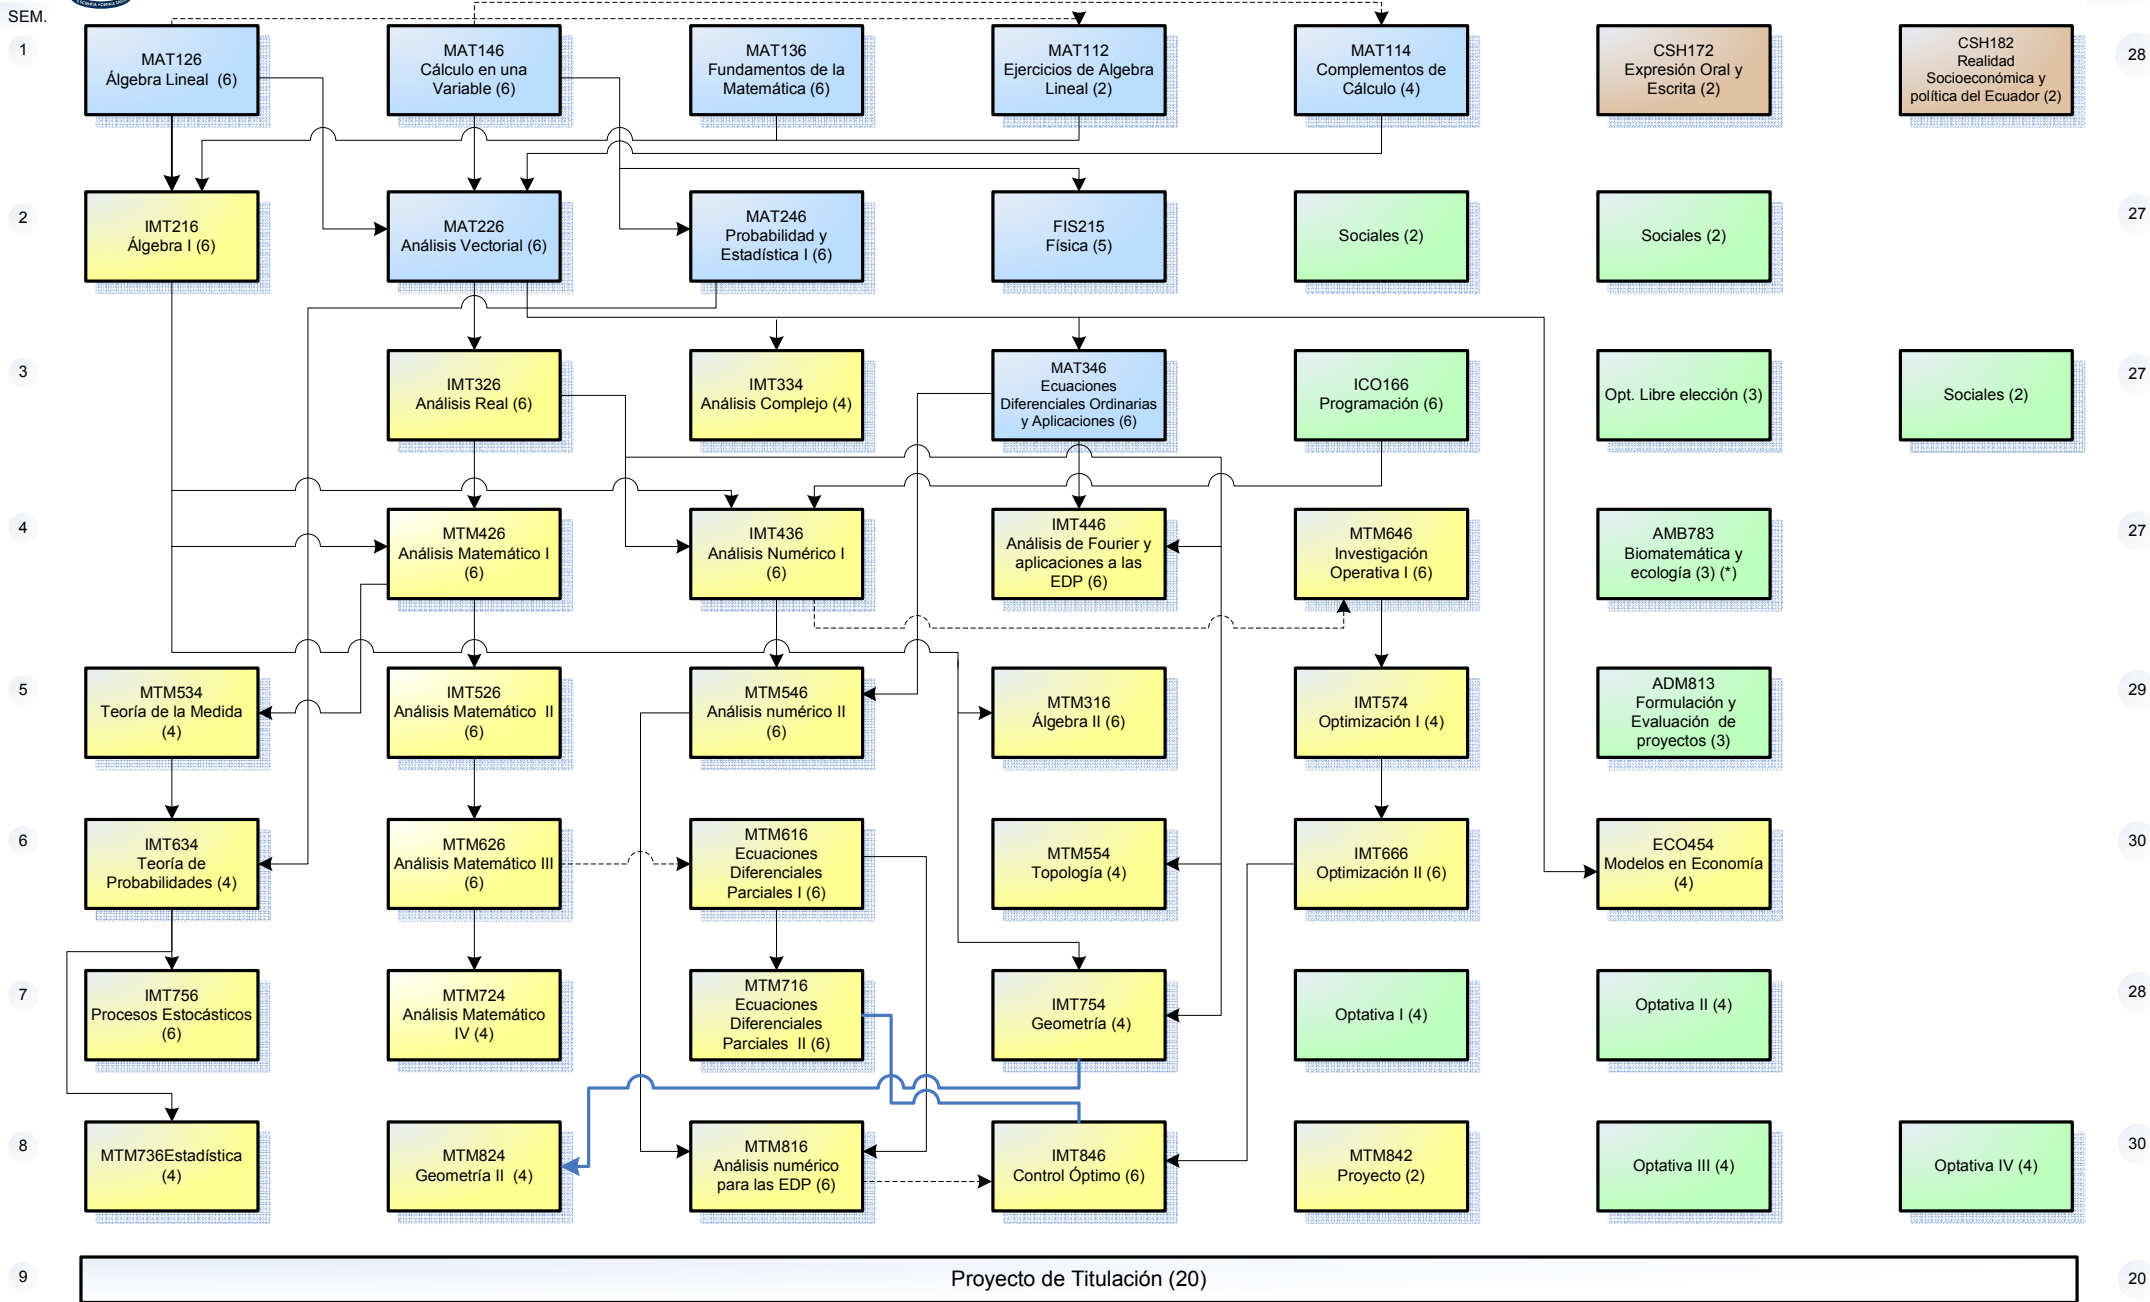 SEM.
1
MAT126
Álgebra Lineal (6)
MAT146
Cálculo en una
Variable (6)
MAT136
Fundamentos de la
Matemática (6)
MAT112
Ejercicios de Algebra
Lineal (2)
MAT114
Complementos de
Cálculo (4)
CSH172
Expresión Oral y
Escrita (2)
CSH182
Realidad
Socioeconómica y
política del Ecuador (2)
28
2
IMT216
Álgebra I (6)
MAT226
Análisis Vectorial (6)
MAT246
Probabilidad y
Estadística I (6)
FIS215
Física (5)
Sociales (2)
Sociales (2)
27
3
IMT326
Análisis Real (6)
IMT334
Análisis Complejo (4)
MAT346
Ecuaciones
Diferenciales Ordinarias
y Aplicaciones (6)
ICO166
Programación (6)
Opt. Libre elección (3)
Sociales (2)
27
4
MTM426
Análisis Matemático I
(6)
IMT436
Análisis Numérico I
(6)
IMT446
Análisis de Fourier y
aplicaciones a las
EDP (6)
MTM646
Investigación
Operativa I (6)
AMB783
Biomatemática y
ecología (3) (*)
27
5
MTM534
Teoría de la Medida
(4)
IMT526
Análisis Matemático II
(6)
MTM546
Análisis numérico II
(6)
MTM316
Álgebra II (6)
IMT574
Optimización I (4)
ADM813
Formulación y
Evaluación de
proyectos (3)
29
6
IMT634
Teoría de
Probabilidades (4)
MTM626
Análisis Matemático III
(6)
MTM616
Ecuaciones
Diferenciales
Parciales I (6)
MTM554
Topología (4)
IMT666
Optimización II (6)
ECO454
Modelos en Economía
(4)
30
7
IMT756
Procesos Estocásticos
(6)
MTM724
Análisis Matemático
IV (4)
MTM716
Ecuaciones
Diferenciales
Parciales II (6)
IMT754
Geometría (4)
Optativa I (4)
Optativa II (4)
28
8
MTM736Estadística
(4)
MTM824
Geometría II (4)
MTM816
Análisis numérico
para las EDP (6)
IMT846
Control Óptimo (6)
MTM842
Proyecto (2)
Optativa III (4)
Optativa IV (4)
30
9
Proyecto de Titulación (20)
20